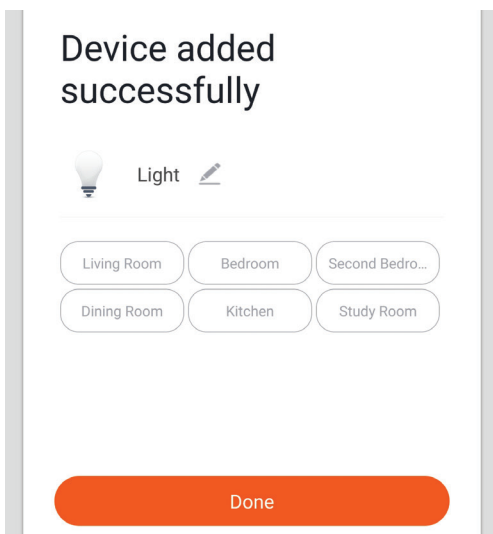 Device added
successfully
Light
Living Room Bedroom Second Bedro...
Dining Room Kitchen Study Room
Done